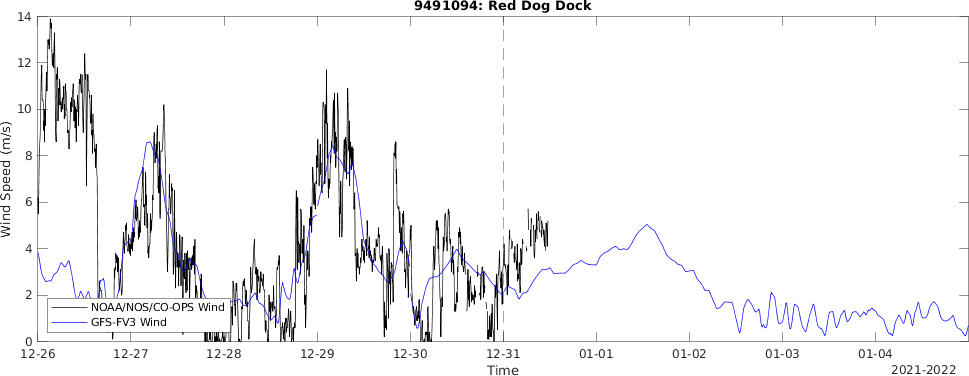 9491094: Red Dog Dock
Wind Speed (m/s)
14
12
10
8
6
4
2
0
NOAA/NOS/CO-OPS Wind
GFS-FV3 Wind
12-26 12-27 12-28 12-29 12-30 12-31 01-01 01-02 01-03 01-04
Time
2021-2022